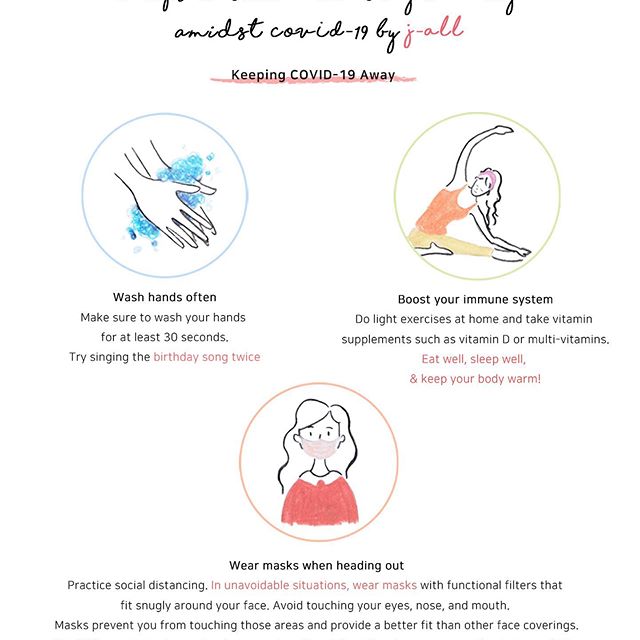 amidst covid-19 by j-all
Keeping COVID-19 Away
Wash hands often
Make sure to wash your hands
for at least 30 seconds.
Try singing the birthday song twice
Boost your immune system
Do light exercises at home and take vitamin
supplements such as vitamin D or multi-vitamins.
Eat well, sleep well,
& keep your body warm!
Wear masks when heading out
Practice social distancing. In unavoidable situations, wear masks with functional filters that
fit snugly around your face. Avoid touching your eyes, nose, and mouth.
Masks prevent you from touching those areas and provide a better fit than other face coverings.